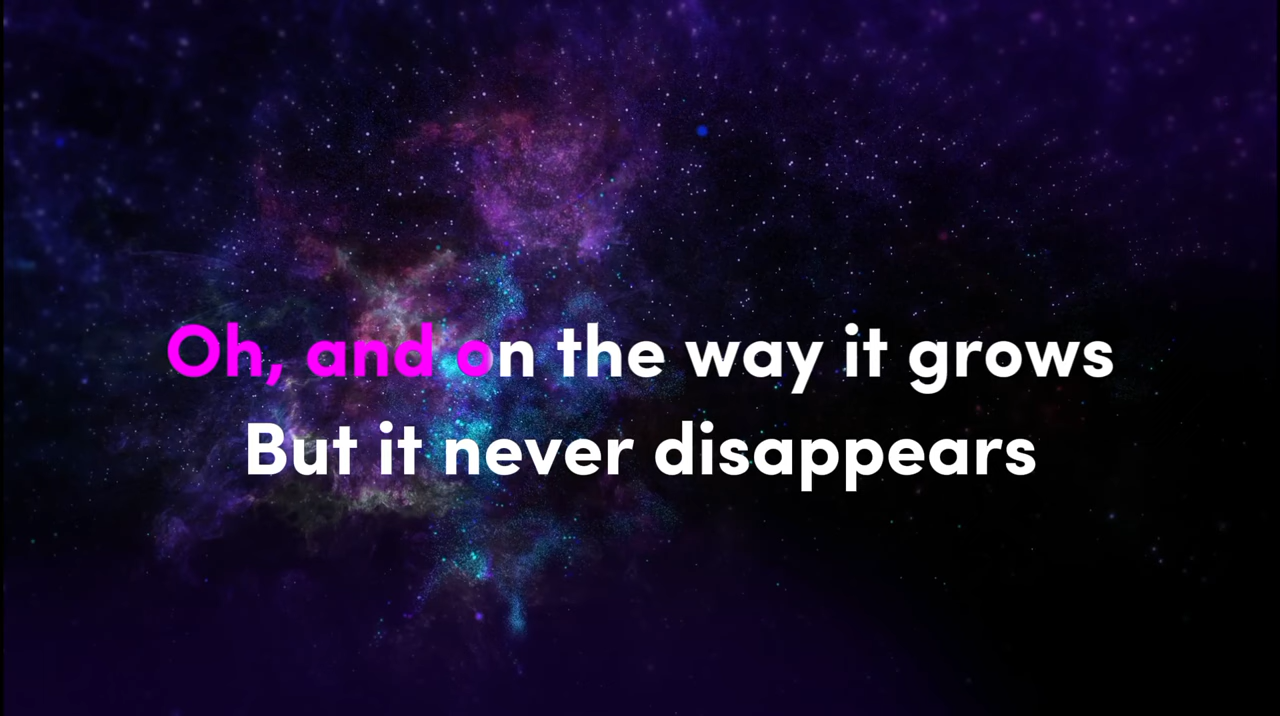 Oh, and on the way it grows
But it never disappears